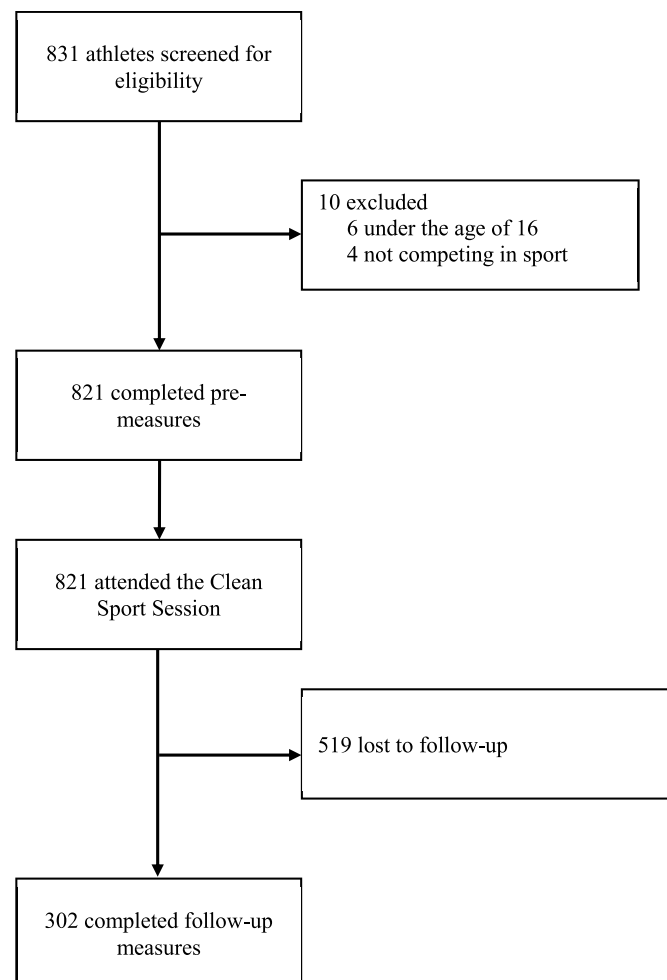 831 athletes screened for
eligibility
10 excluded
6 under the age of 16
4 not competing in sport
821 completed pre-
measures
821 attended the Clean
Sport Session
519 lost to follow-up
302 completed follow-up
measures